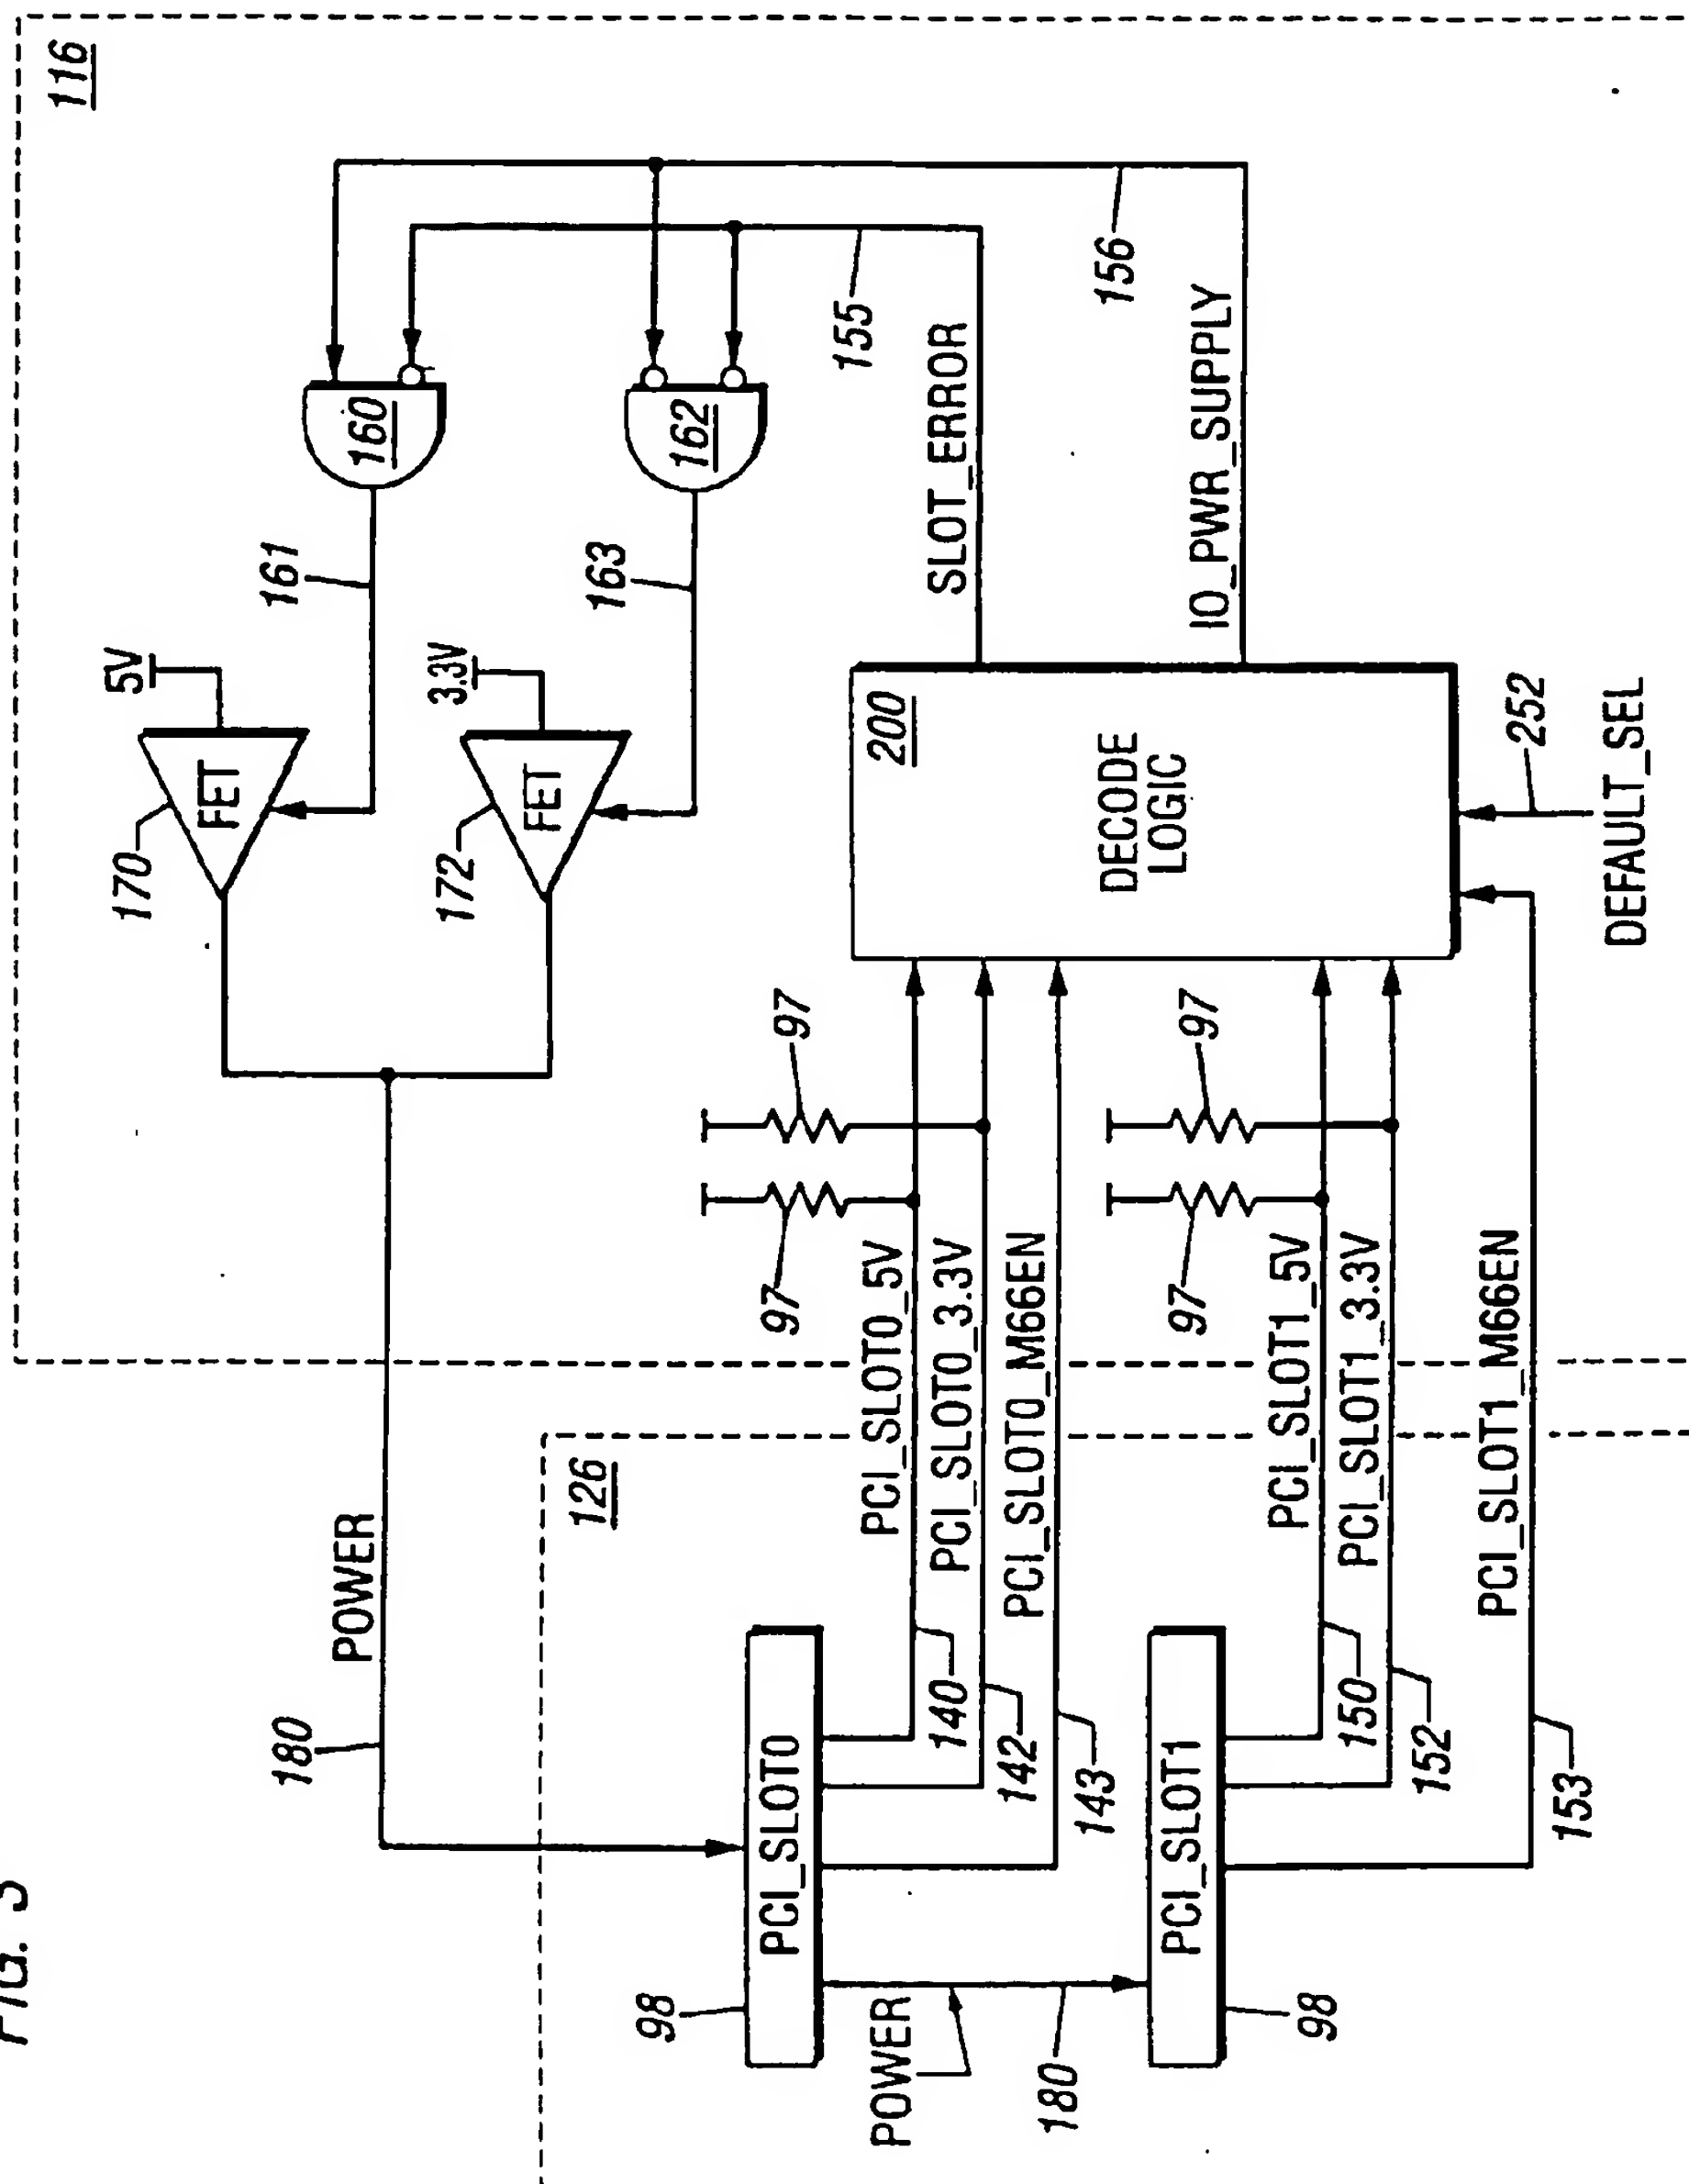 FIG. 3
116
180
POWER
170
FET
5V
161
160
172
FET
3.3V
163
162
155
156
126
98
PCI_SLOT0
POWER
180
98
PCI_SLOT1
PCI_SLOT0_5V
PCI_SLOT0_3.3V
PCI_SLOT0_M66EN
140
142
143
97
97
PCI_SLOT1_5V
PCI_SLOT1_3.3V
PCI_SLOT1_M66EN
150
152
153
97
97
200
DECODE
LOGIC
SLOT_ERROR
IO_PWR_SUPPLY
252
DEFAULT_SEL